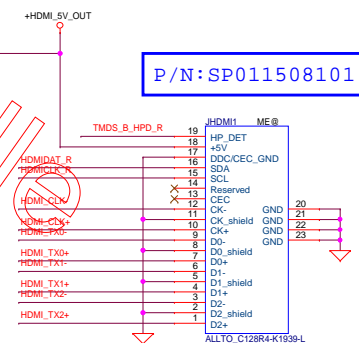 +HDMI_5V_OUT
P/N:SP011508101
JHDMI1 ME@
TMDS_B_HPD_R 19 HP_DET
18 +5V
17 DDC/CEC_GND
HDMIDAT_R 16 SDA
HDMICLK_R 15 SCL
14 Reserved
13 CEC
HDMI_CLK- 12 CK- GND 20
11 CK_shield GND 21
HDMI_CLK+ 10 CK+ GND 22
HDMI_TX0- 9 D0- GND 23
8 D0_shield
HDMI_TX0+ 7 D0+
HDMI_TX1- 6 D1-
5 D1_shield
HDMI_TX1+ 4 D1+
HDMI_TX2- 3 D2-
2 D2_shield
HDMI_TX2+ 1 D2+
ALLTO_C128R4-K1939-L